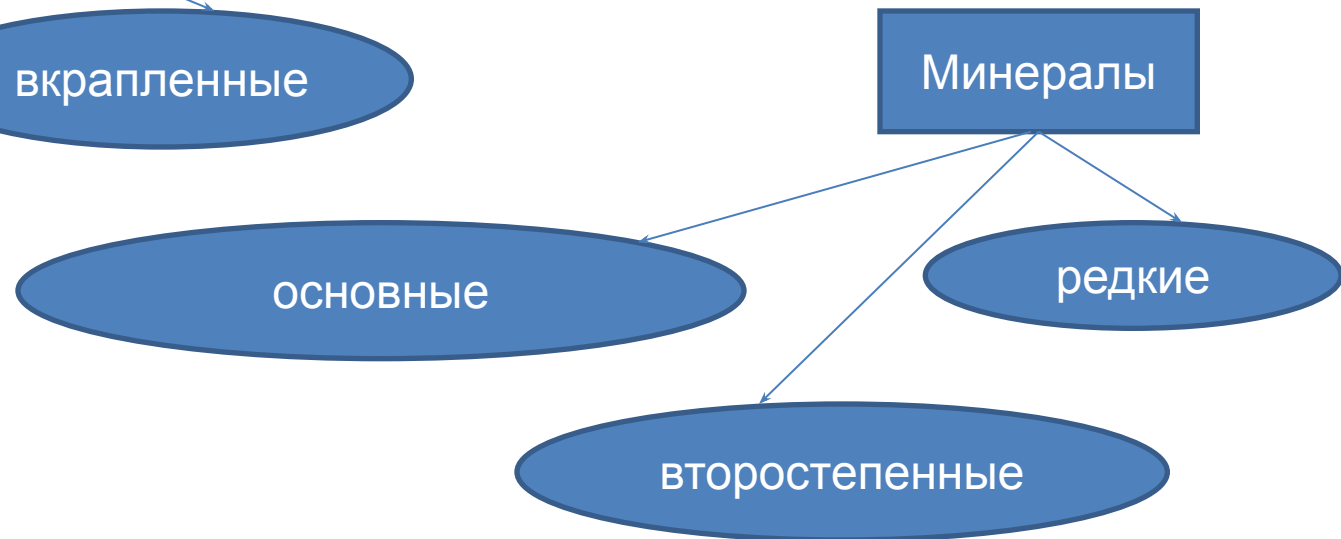 вкрапленные
Минералы
основные
редкие
второстепенные